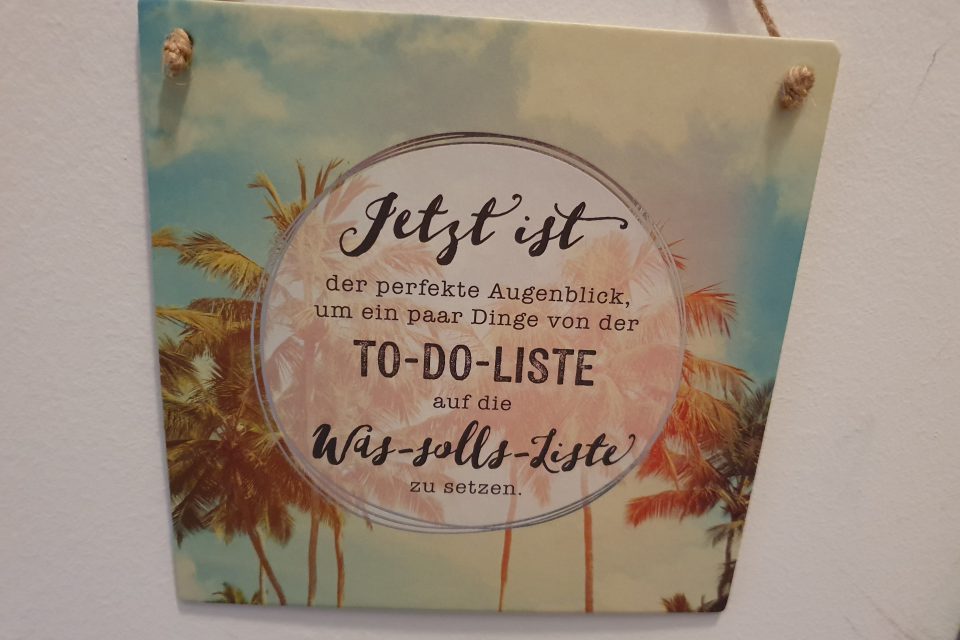 Jetzt ist
der perfekte Augenblick,
um ein paar Dinge von der
TO-DO-LISTE
auf die
Was-solls-Liste
zu setzen.